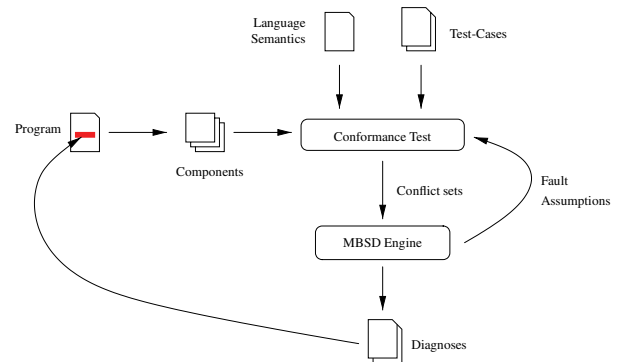 Language
Semantics
Test-Cases
Program
Conformance Test
Components
Conflict sets
Fault
Assumptions
MBSD Engine
Diagnoses